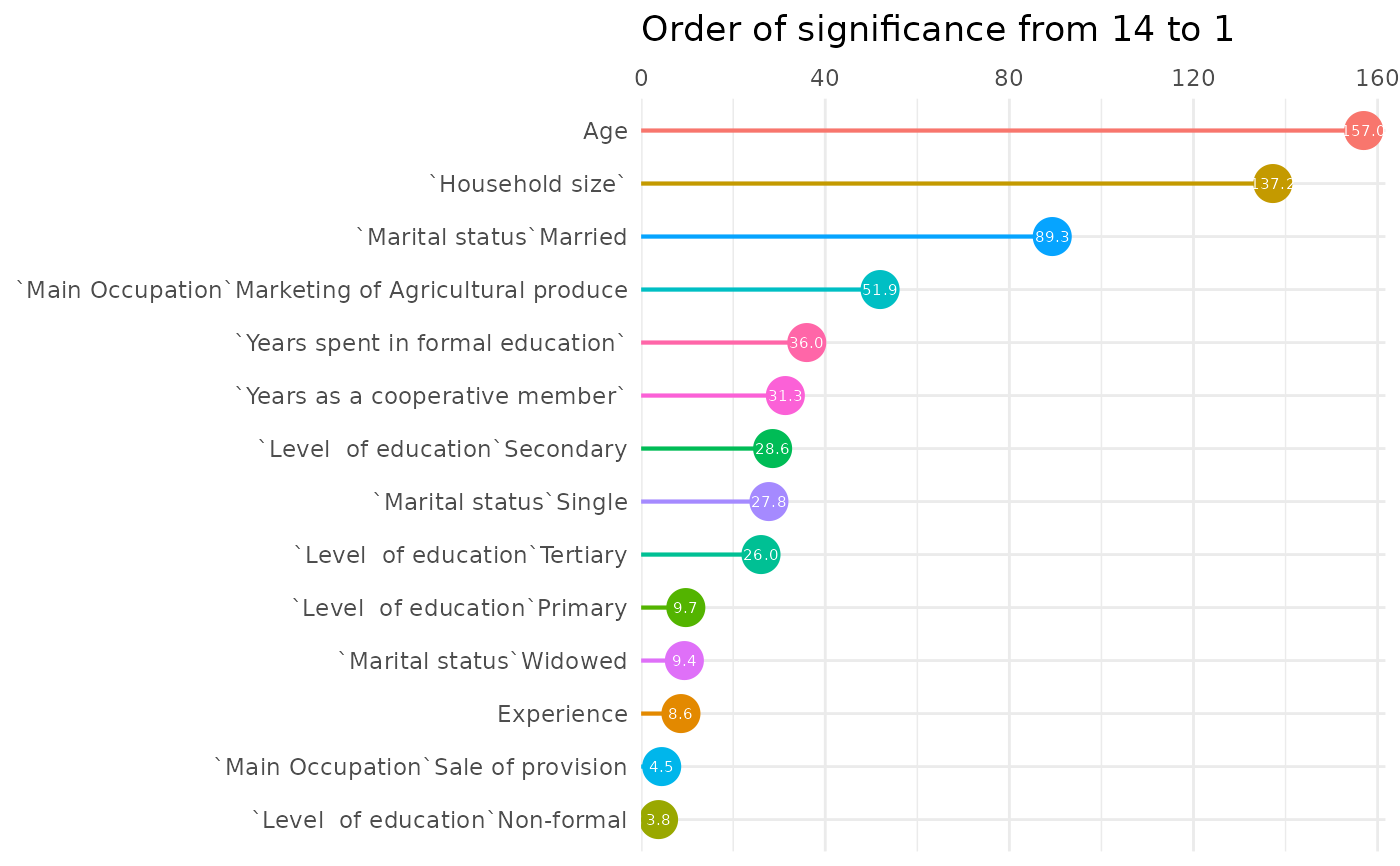 Order of significance from 14 to 1
0 40 80 120 160
Age 157.0
`Household size` 137.2
`Marital status`Married 89.3
`Main Occupation`Marketing of Agricultural produce 51.9
`Years spent in formal education` 36.0
`Years as a cooperative member` 31.3
`Level  of education`Secondary 28.6
`Marital status`Single 27.8
`Level  of education`Tertiary 26.0
`Level  of education`Primary 9.7
`Marital status`Widowed 9.4
Experience 8.6
`Main Occupation`Sale of provision 4.5
`Level  of education`Non-formal 3.8